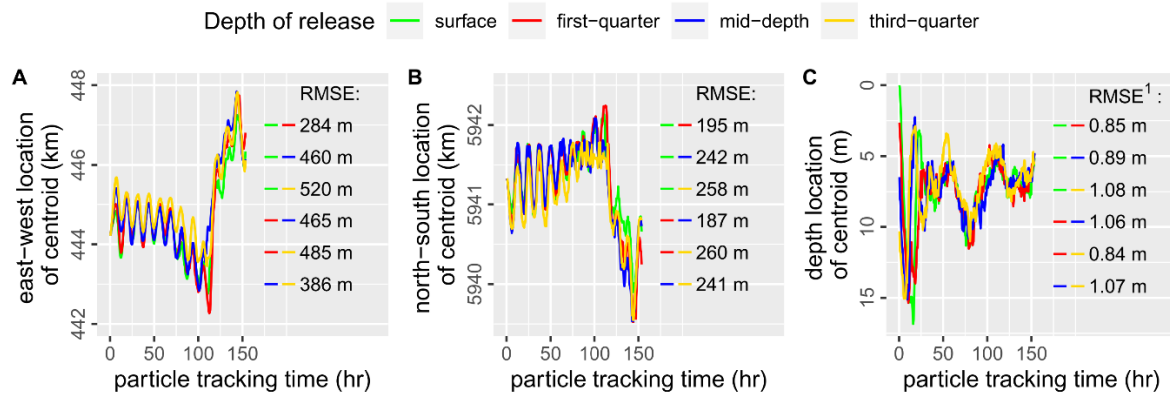 Depth of release surface first−quarter mid−depth third−quarter
A
east−west location
of centroid (km)
448
446
444
442
0 50 100 150
particle tracking time (hr)
RMSE:
284 m
460 m
520 m
465 m
485 m
386 m
B
north−south location
of centroid (km)
5942
5941
5940
0 50 100 150
particle tracking time (hr)
RMSE:
195 m
242 m
258 m
187 m
260 m
241 m
C
depth location
of centroid (m)
0
5
10
15
0 50 100 150
particle tracking time (hr)
RMSE¹ :
0.85 m
0.89 m
1.08 m
1.06 m
0.84 m
1.07 m